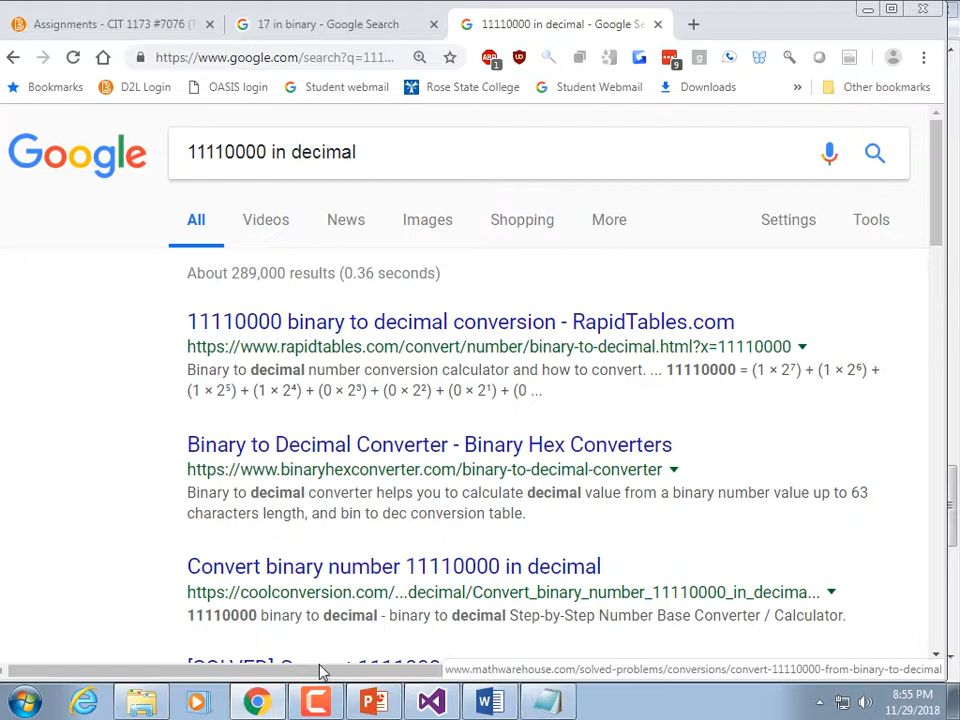 Assignments - CIT 1173 #7076 (T
17 in binary - Google Search
11110000 in decimal - Google Se
https://www.google.com/search?q=111...
1
9
Bookmarks
D2L Login
OASIS login
Student webmail
Rose State College
Student Webmail
Downloads
»
Other bookmarks
Google
11110000 in decimal
All
Videos
News
Images
Shopping
More
Settings
Tools
About 289,000 results (0.36 seconds)
11110000 binary to decimal conversion - RapidTables.com
https://www.rapidtables.com/convert/number/binary-to-decimal.html?x=11110000
Binary to decimal number conversion calculator and how to convert. ... 11110000 = (1 × 2⁷) + (1 × 2⁶) +
(1 × 2⁵) + (1 × 2⁴) + (0 × 2³) + (0 × 2²) + (0 × 2¹) + (0 ...
Binary to Decimal Converter - Binary Hex Converters
https://www.binaryhexconverter.com/binary-to-decimal-converter
Binary to decimal converter helps you to calculate decimal value from a binary number value up to 63
characters length, and bin to dec conversion table.
Convert binary number 11110000 in decimal
https://coolconversion.com/...decimal/Convert_binary_number_11110000_in_decima...
11110000 binary to decimal - binary to decimal Step-by-Step Number Base Converter / Calculator.
www.mathwarehouse.com/solved-problems/conversions/convert-11110000-from-binary-to-decimal
8:55 PM
11/29/2018